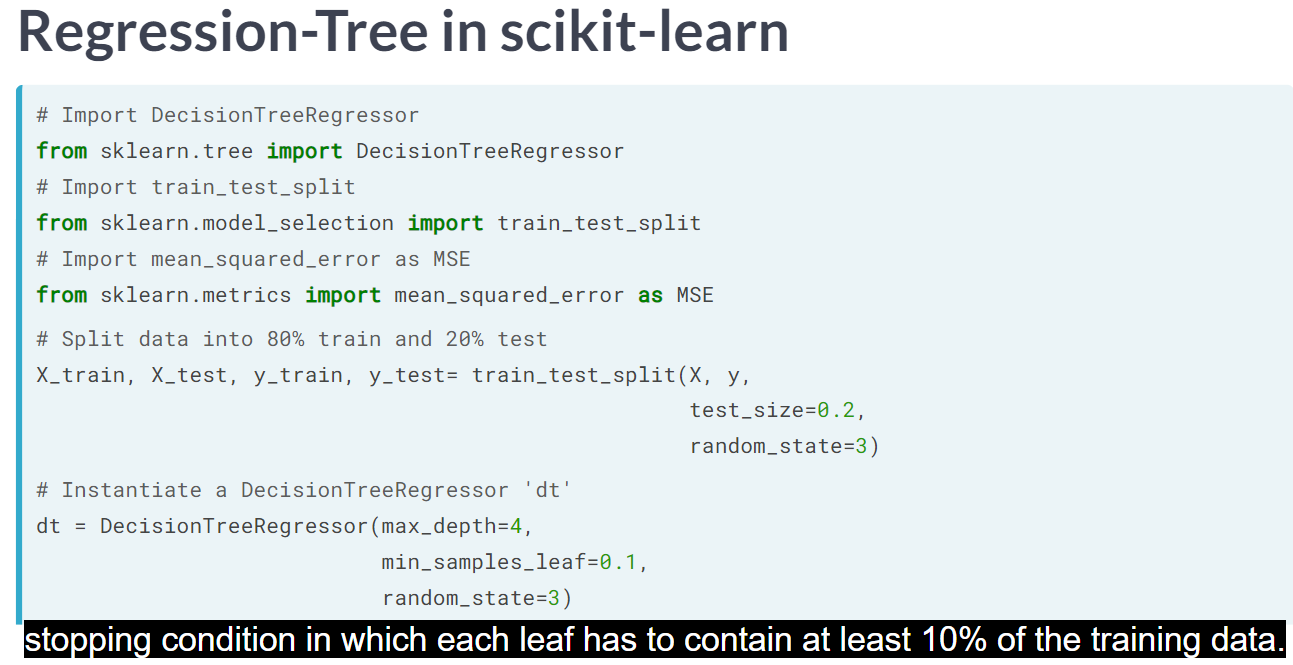 Regression-Tree in scikit-learn
# Import DecisionTreeRegressor
from sklearn.tree import DecisionTreeRegressor
# Import train_test_split
from sklearn.model_selection import train_test_split
# Import mean_squared_error as MSE
from sklearn.metrics import mean_squared_error as MSE
# Split data into 80% train and 20% test
X_train, X_test, y_train, y_test= train_test_split(X, y,
test_size=0.2,
random_state=3)
# Instantiate a DecisionTreeRegressor 'dt'
dt = DecisionTreeRegressor(max_depth=4,
min_samples_leaf=0.1,
random_state=3)
stopping condition in which each leaf has to contain at least 10% of the training data.